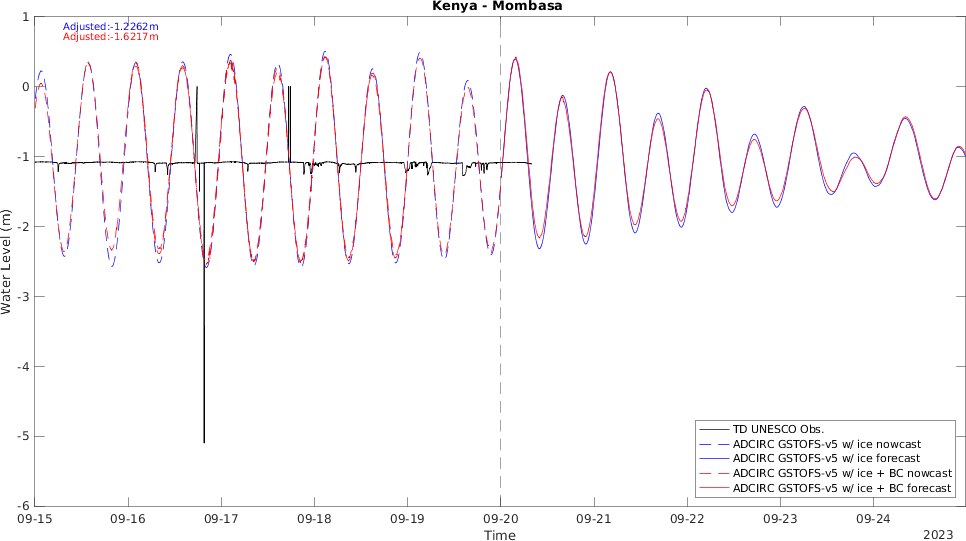 Kenya - Mombasa
Adjusted:-1.2262m
Adjusted:-1.6217m
1
0
-1
-2
-3
-4
-5
-6
Water Level (m)
TD UNESCO Obs.
ADCIRC GSTOFS-v5 w/ ice nowcast
ADCIRC GSTOFS-v5 w/ ice forecast
ADCIRC GSTOFS-v5 w/ ice + BC nowcast
ADCIRC GSTOFS-v5 w/ ice + BC forecast
09-15 09-16 09-17 09-18 09-19 09-20 09-21 09-22 09-23 09-24
Time
2023